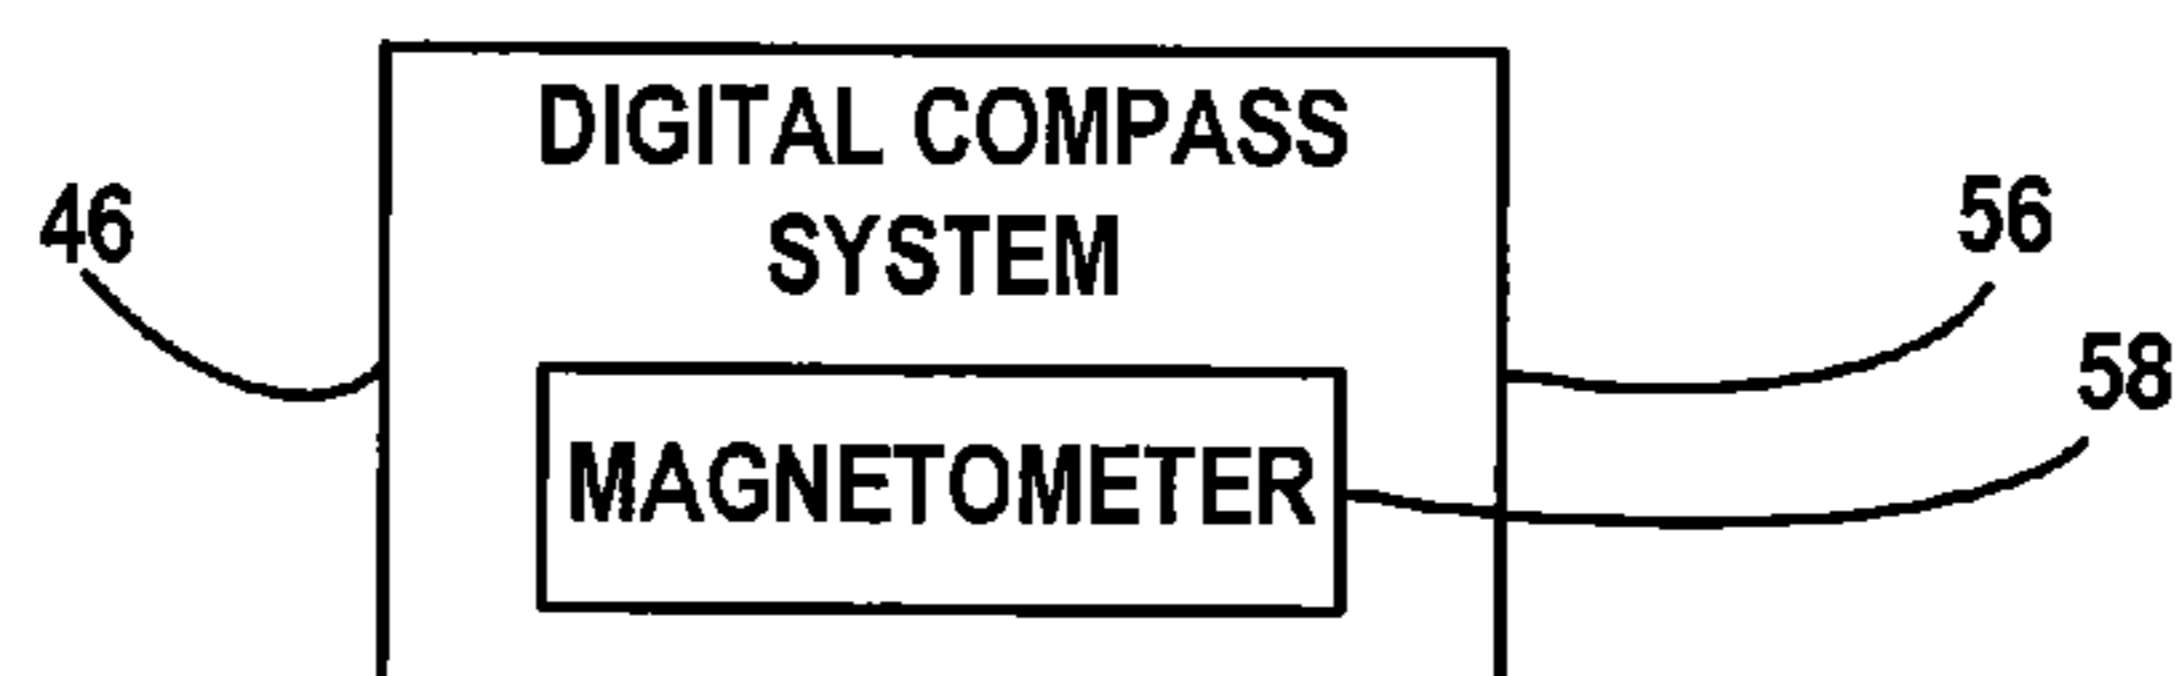 DIGITAL COMPASS
SYSTEM
46
56
58
MAGNETOMETER